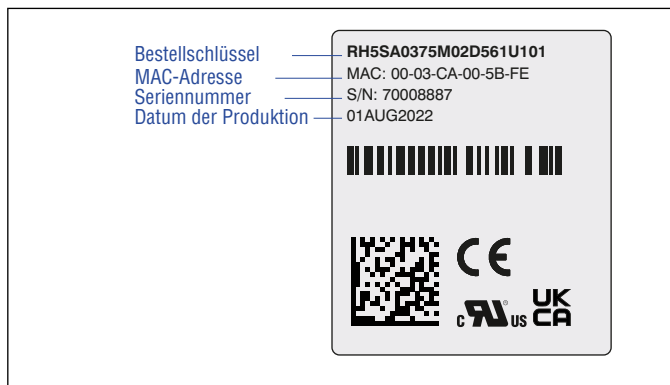 Bestellschlüssel RH5SA0375M02D561U101
MAC-Adresse MAC: 00-03-CA-00-5B-FE
Seriennummer S/N: 70008887
Datum der Produktion 01AUG2022
CE
c RU us UK
CA